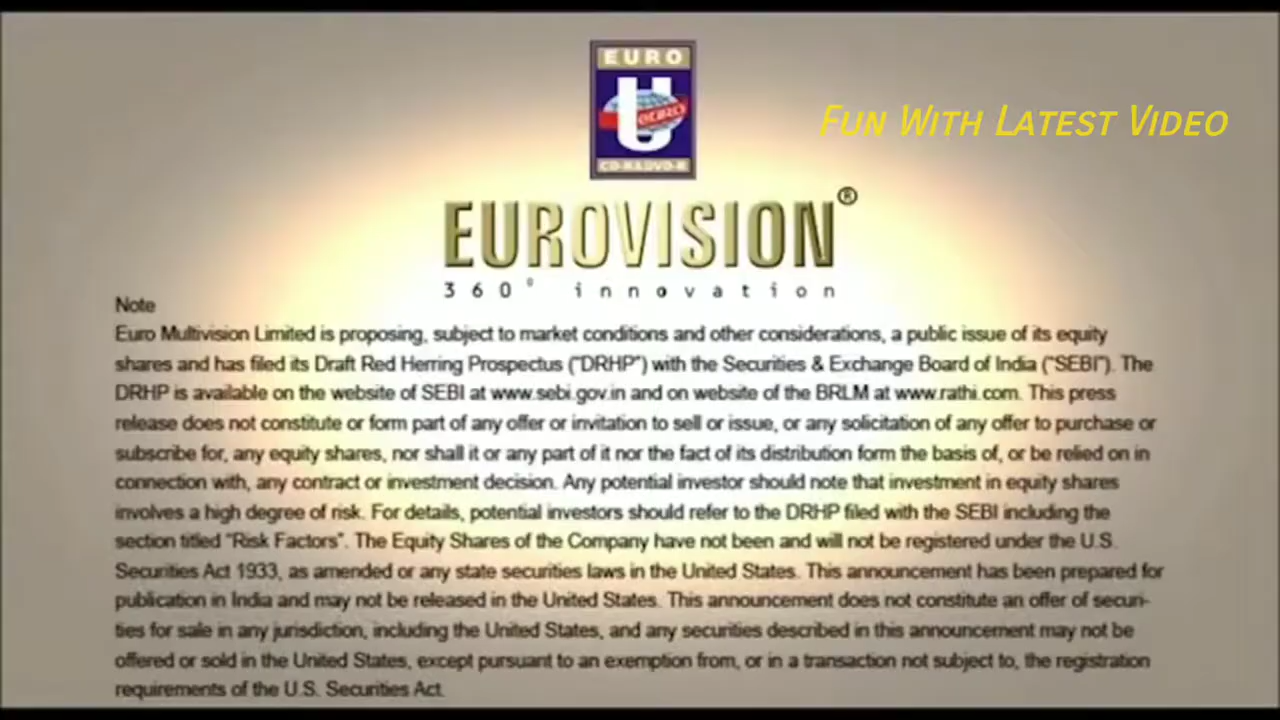 EURO
U
CD-R & DVD-R
FUN WITH LATEST VIDEO
EUROVISION®
360° innovation
Note
Euro Multivision Limited is proposing, subject to market conditions and other considerations, a public issue of its equity
shares and has filed its Draft Red Herring Prospectus ("DRHP") with the Securities & Exchange Board of India ("SEBI"). The
DRHP is available on the website of SEBI at www.sebi.gov.in and on website of the BRLM at www.rathi.com. This press
release does not constitute or form part of any offer or invitation to sell or issue, or any solicitation of any offer to purchase or
subscribe for, any equity shares, nor shall it or any part of it nor the fact of its distribution form the basis of, or be relied on in
connection with, any contract or investment decision. Any potential investor should note that investment in equity shares
involves a high degree of risk. For details, potential investors should refer to the DRHP filed with the SEBI including the
section titled "Risk Factors". The Equity Shares of the Company have not been and will not be registered under the U.S.
Securities Act 1933, as amended or any state securities laws in the United States. This announcement has been prepared for
publication in India and may not be released in the United States. This announcement does not constitute an offer of securi-
ties for sale in any jurisdiction, including the United States, and any securities described in this announcement may not be
offered or sold in the United States, except pursuant to an exemption from, or in a transaction not subject to, the registration
requirements of the U.S. Securities Act.